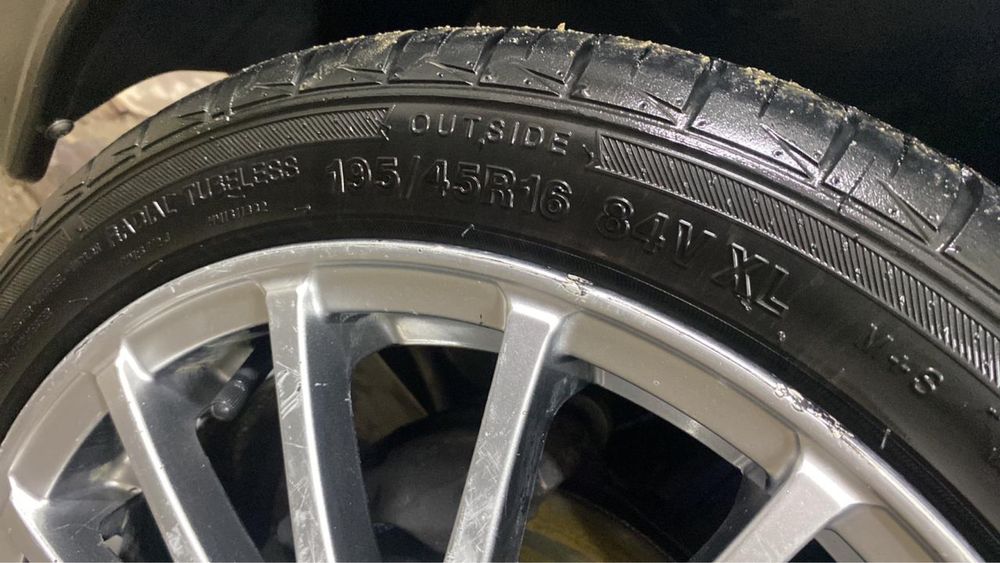 OUTSIDE
RADIAL TUBELESS 195/45R16 84V XL M+S